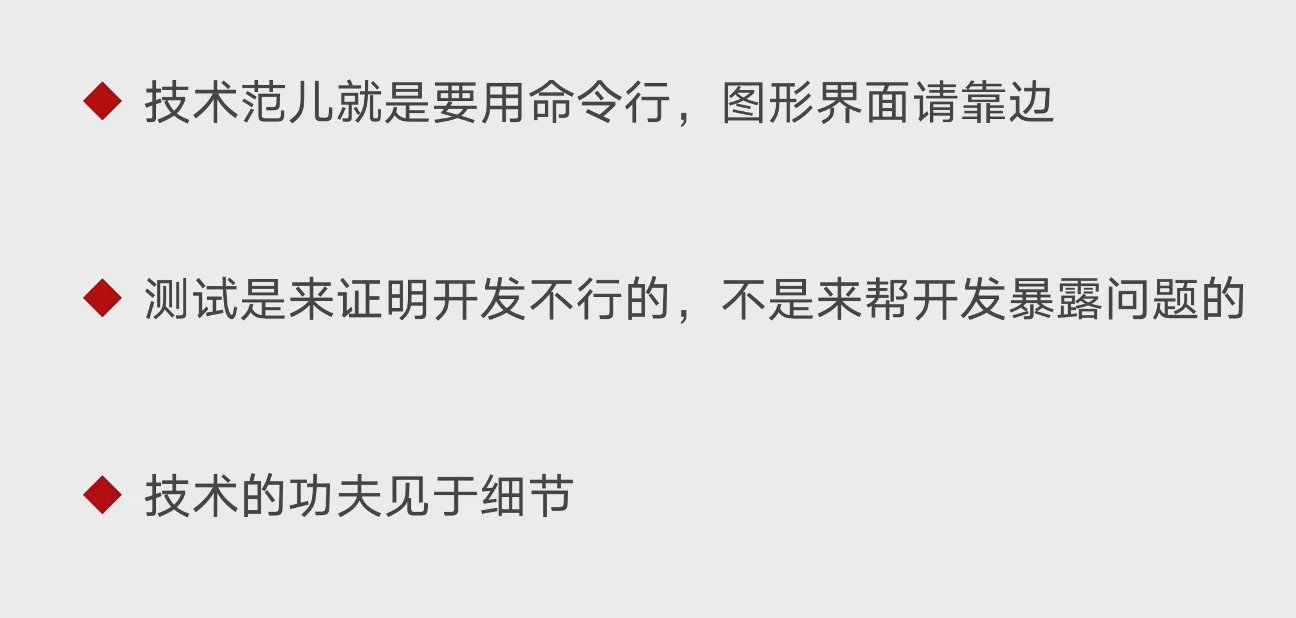 技术范儿就是要用命令行，图形界面请靠边
测试是来证明开发不行的，不是来帮开发暴露问题的
技术的功夫见于细节